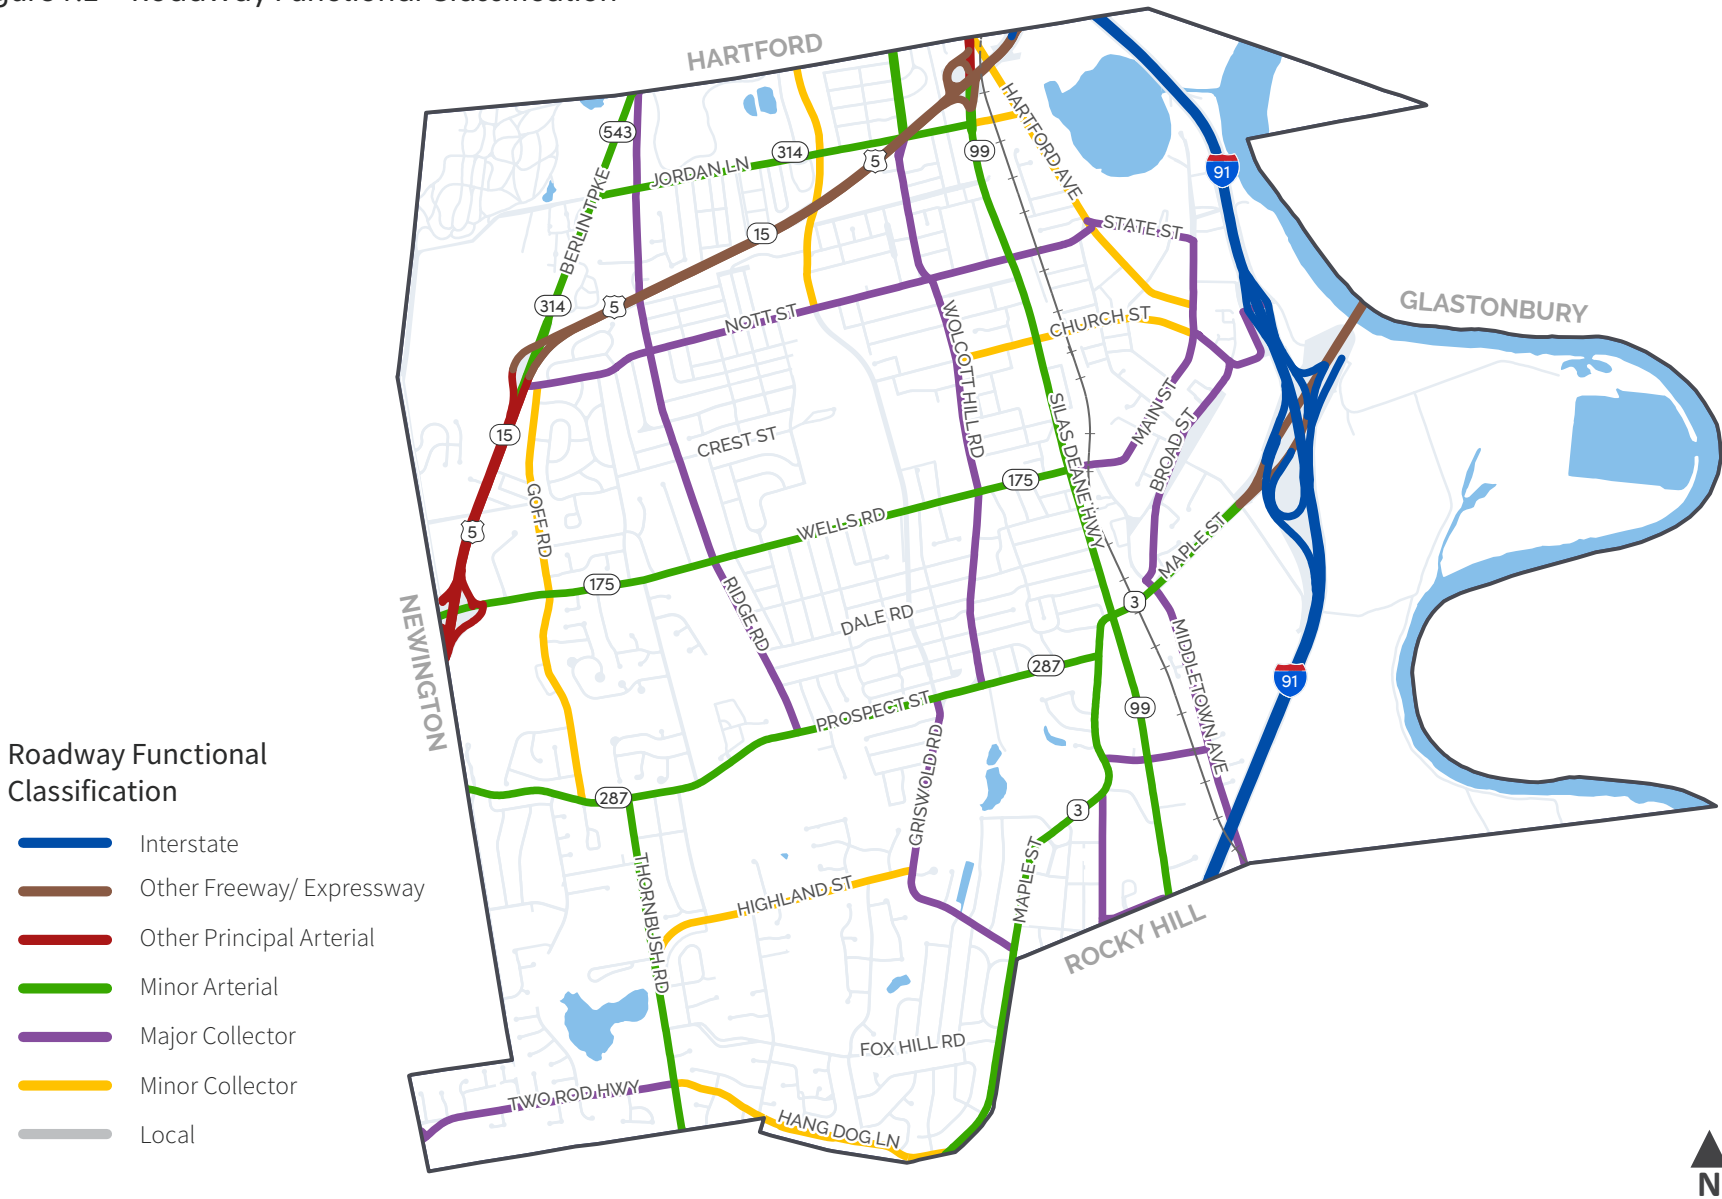 Roadway Functional Classification
HARTFORD
543
314
JORDAN LN
5
99
HARTFORD AVE
91
BERLIN TPKE
15
STATE ST
314
5
NOTT ST
WOLCOTT HILL RD
CHURCH ST
GLASTONBURY
15
CREST ST
SILAS DEANE HWY
MAIN ST
BROAD ST
175
5
GOFF RD
WELLS RD
MAPLE ST
175
RIDGE RD
DALE RD
3
NEWINGTON
287
MIDDLETOWN AVE
91
PROSPECT ST
99
GRISWOLD RD
287
3
THORNBUSH RD
HIGHLAND ST
MAPLE ST
ROCKY HILL
FOX HILL RD
TWO ROD HWY
HANG DOG LN
Roadway Functional
Classification
Interstate
Other Freeway/ Expressway
Other Principal Arterial
Minor Arterial
Major Collector
Minor Collector
Local
N